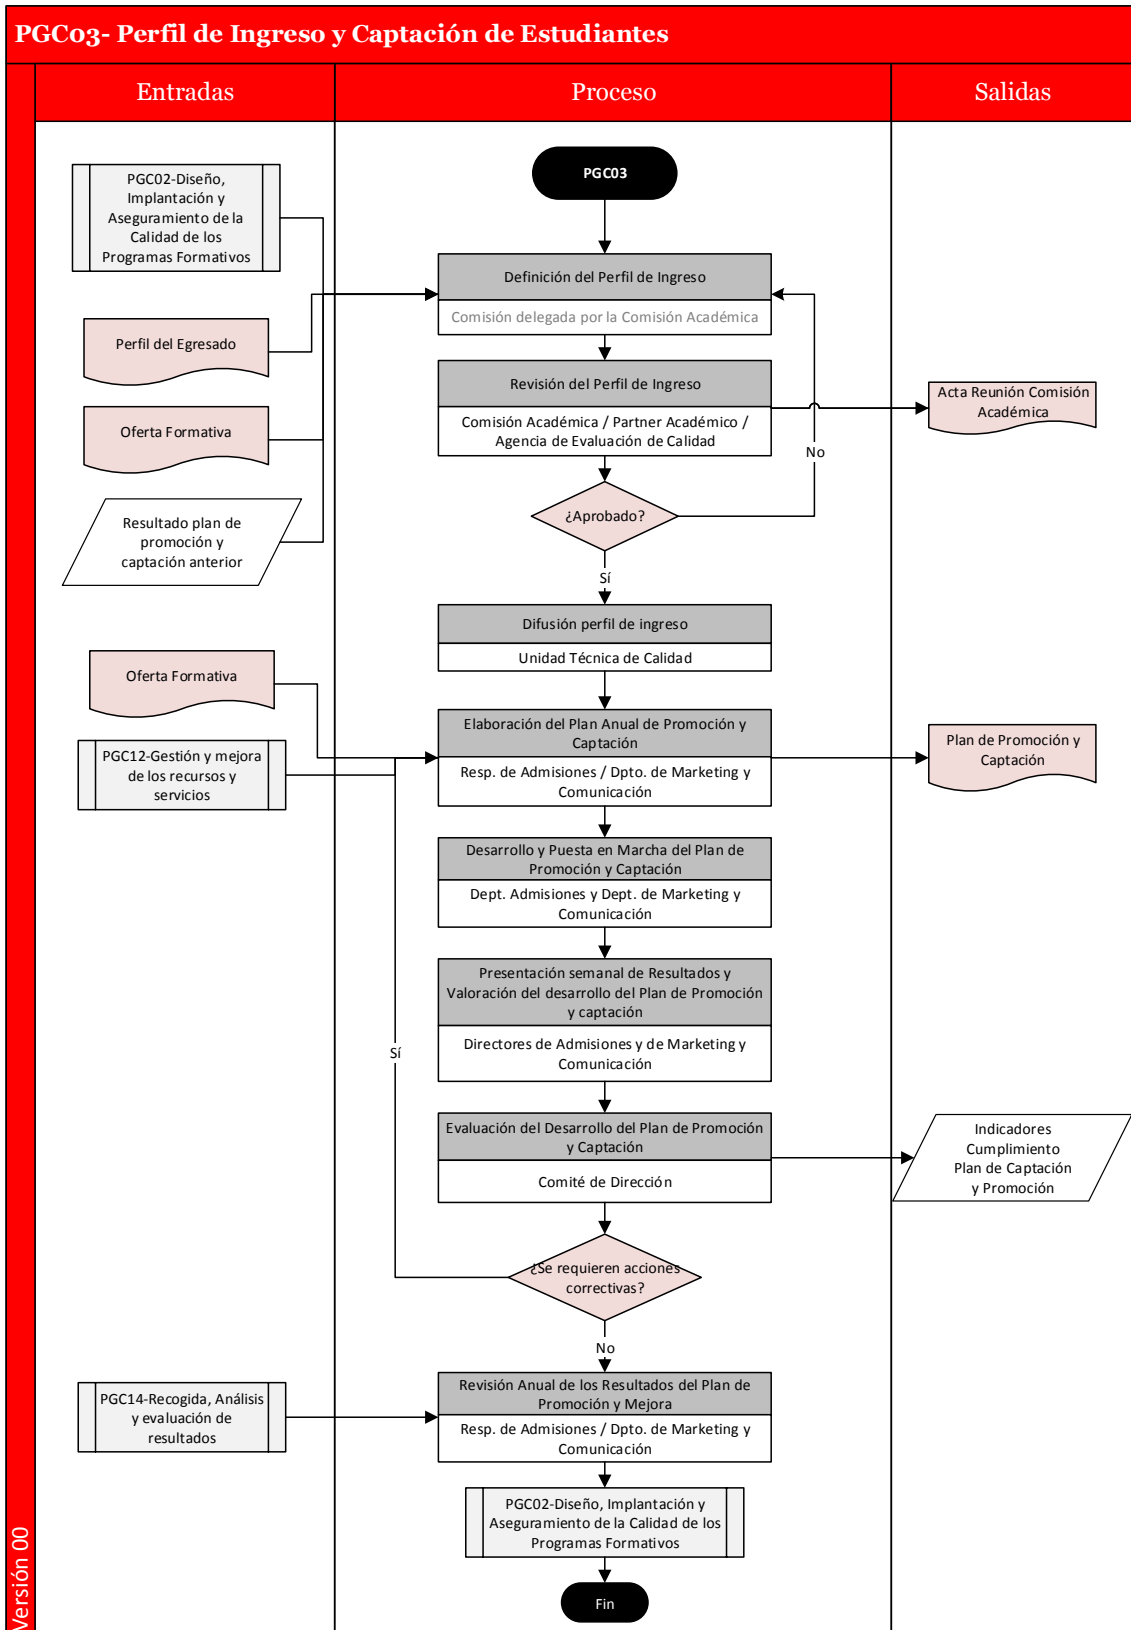 PGC03- Perfil de Ingreso y Captación de Estudiantes
Entradas
Proceso
Salidas
PGC02-Diseño,
Implantación y
Aseguramiento de la
Calidad de los
Programas Formativos
PGC03
Definición del Perfil de Ingreso
Comisión delegada por la Comisión Académica
Perfil del Egresado
Revisión del Perfil de Ingreso
Comisión Académica / Partner Académico /
Agencia de Evaluación de Calidad
Acta Reunión Comisión
Académica
Oferta Formativa
No
¿Aprobado?
Resultado plan de
promoción y
captación anterior
Sí
Difusión perfil de ingreso
Unidad Técnica de Calidad
Oferta Formativa
Elaboración del Plan Anual de Promoción y
Captación
Resp. de Admisiones / Dpto. de Marketing y
Comunicación
Plan de Promoción y
Captación
PGC12-Gestión y mejora
de los recursos y
servicios
Desarrollo y Puesta en Marcha del Plan de
Promoción y Captación
Dept. Admisiones y Dept. de Marketing y
Comunicación
Presentación semanal de Resultados y
Valoración del desarrollo del Plan de Promoción
y captación
Directores de Admisiones y de Marketing y
Comunicación
Sí
Evaluación del Desarrollo del Plan de Promoción
y Captación
Comité de Dirección
Indicadores
Cumplimiento
Plan de Captación
y Promoción
¿Se requieren acciones
correctivas?
No
Revisión Anual de los Resultados del Plan de
Promoción y Mejora
Resp. de Admisiones / Dpto. de Marketing y
Comunicación
PGC14-Recogida, Análisis
y evaluación de
resultados
PGC02-Diseño, Implantación y
Aseguramiento de la Calidad de los
Programas Formativos
Fin
Versión 00